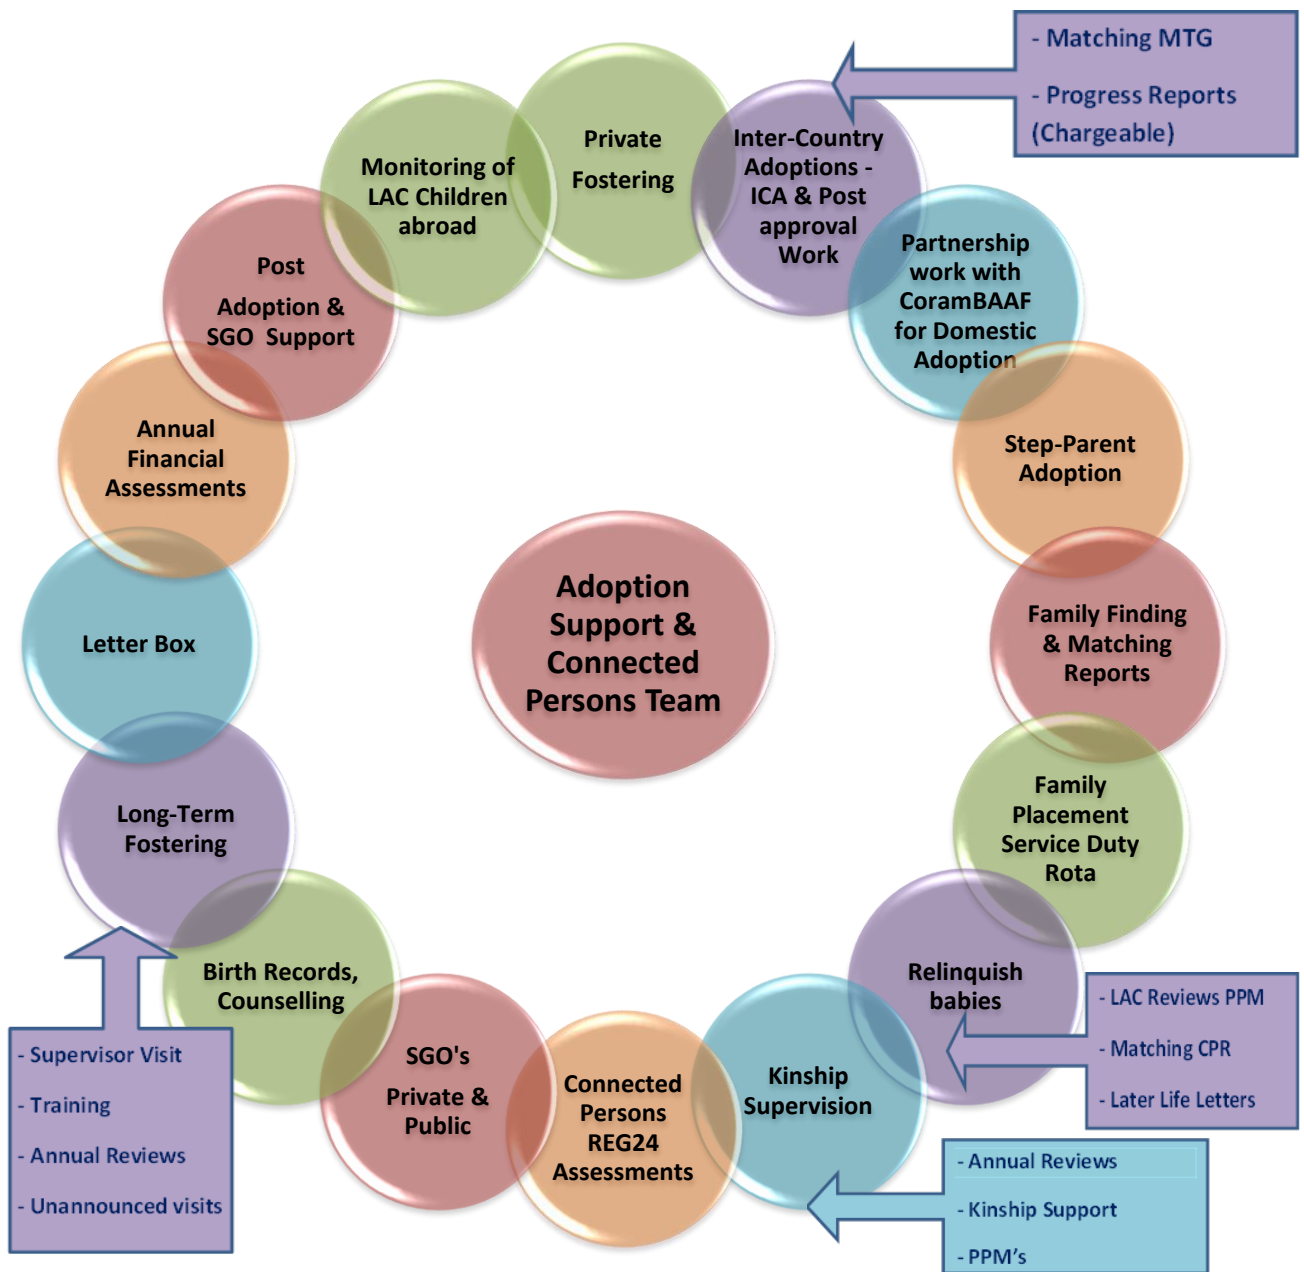 - Matching MTG
- Progress Reports
(Chargeable)
Private
Fostering
Inter-Country
Adoptions -
ICA & Post
approval
Work
Monitoring of
LAC Children
abroad
Partnership
work with
CoramBAAF
for Domestic
Adoption
Post
Adoption &
SGO Support
Step-Parent
Adoption
Annual
Financial
Assessments
Adoption
Support &
Connected
Persons Team
Family Finding
& Matching
Reports
Letter Box
Family
Placement
Service Duty
Rota
Long-Term
Fostering
Relinquish
babies
Birth Records,
Counselling
- LAC Reviews PPM
- Matching CPR
- Later Life Letters
- Supervisor Visit
- Training
- Annual Reviews
- Unannounced visits
SGO's
Private &
Public
Connected
Persons
REG24
Assessments
Kinship
Supervision
- Annual Reviews
- Kinship Support
- PPM's